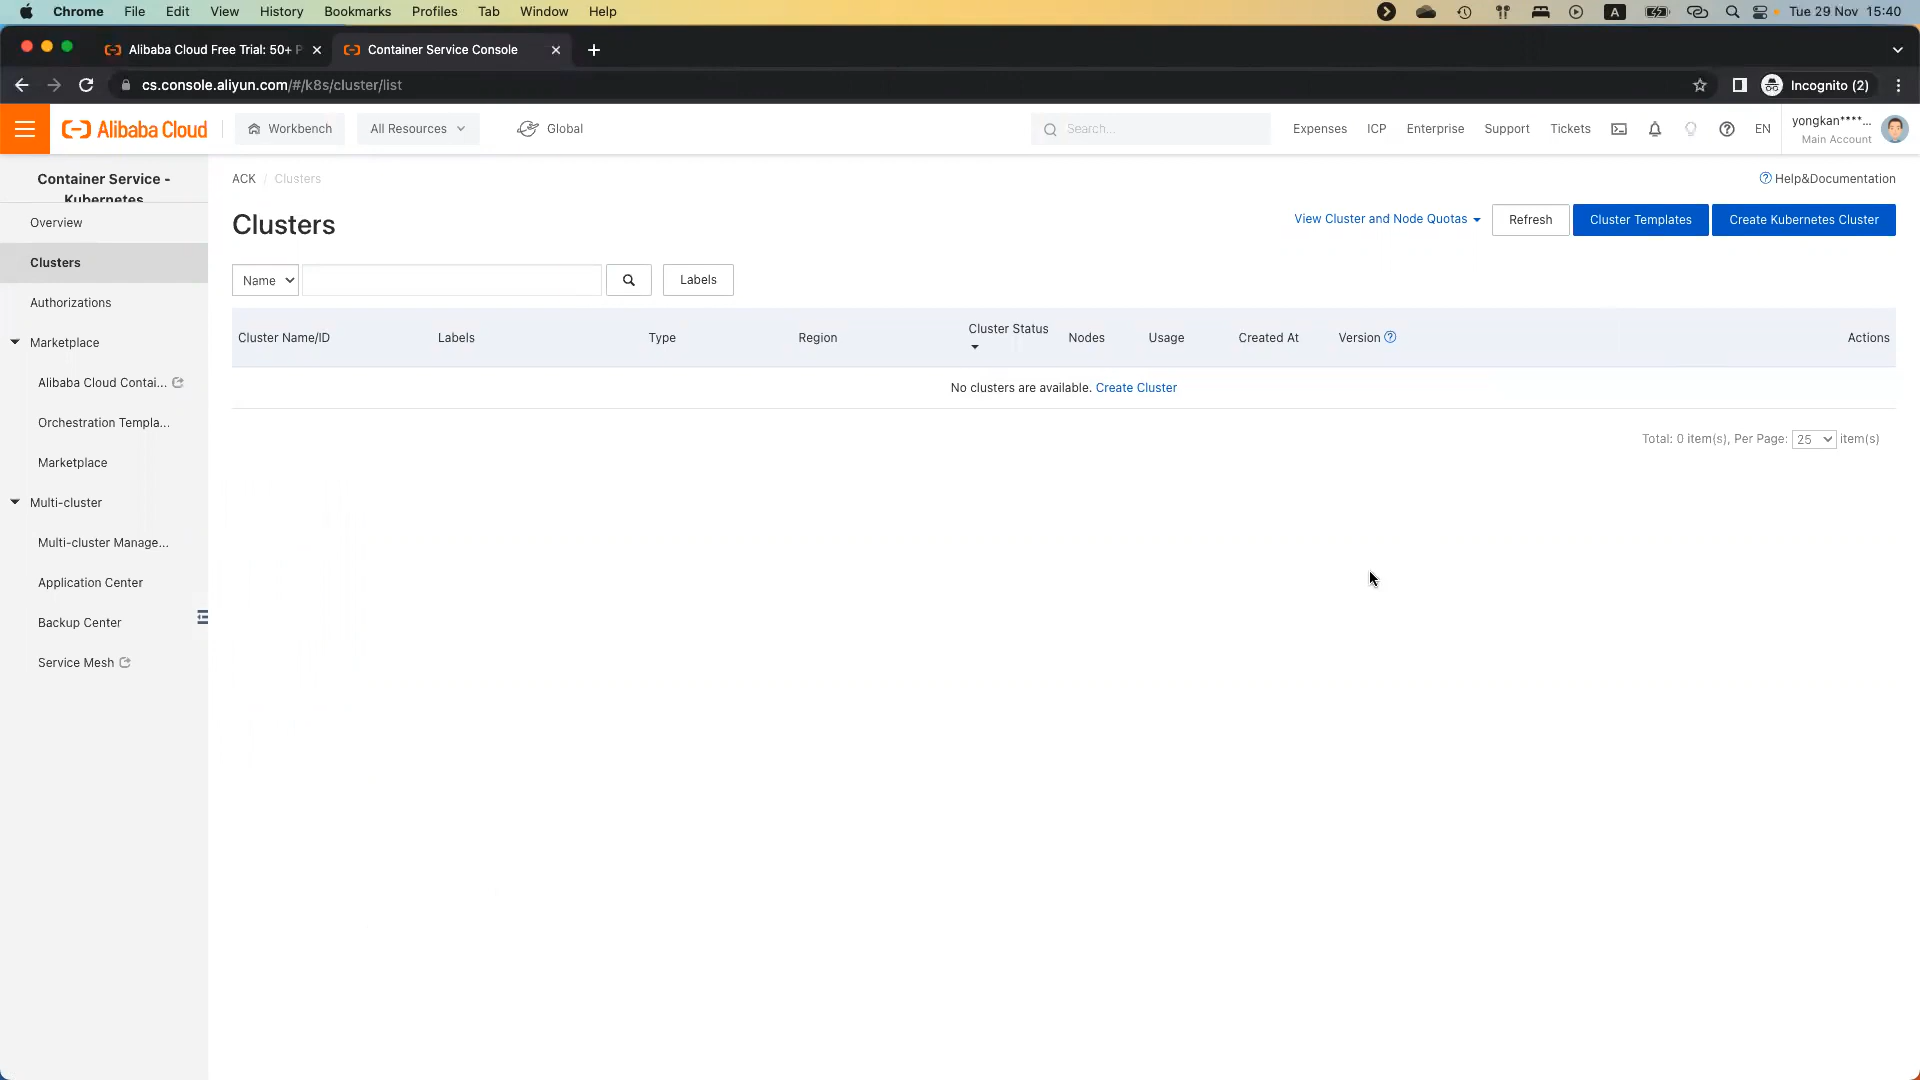 Chrome File Edit View History Bookmarks Profiles Tab Window Help A Tue 29 Nov 15:40
Alibaba Cloud Free Trial: 50+ P Container Service Console
cs.console.aliyun.com/#/k8s/cluster/list Incognito (2)
Alibaba Cloud Workbench All Resources Global Search... Expenses ICP Enterprise Support Tickets EN yongkan****...
Main Account
Container Service -
Kubernetes
Overview
Clusters
Authorizations
Marketplace
Alibaba Cloud Contai...
Orchestration Templa...
Marketplace
Multi-cluster
Multi-cluster Manage...
Application Center
Backup Center
Service Mesh
ACK / Clusters Help&Documentation
Clusters View Cluster and Node Quotas Refresh Cluster Templates Create Kubernetes Cluster
Name Labels
Cluster Name/ID Labels Type Region Cluster Status Nodes Usage Created At Version Actions
No clusters are available. Create Cluster
Total: 0 item(s), Per Page: 25 item(s)